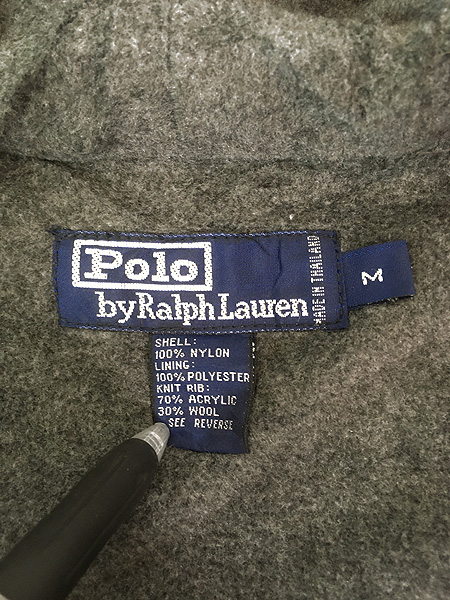 Polo
by Ralph Lauren
MADE IN THAILAND
M
SHELL:
100% NYLON
LINING:
100% POLYESTER
KNIT RIB:
70% ACRYLIC
30% WOOL
SEE REVERSE